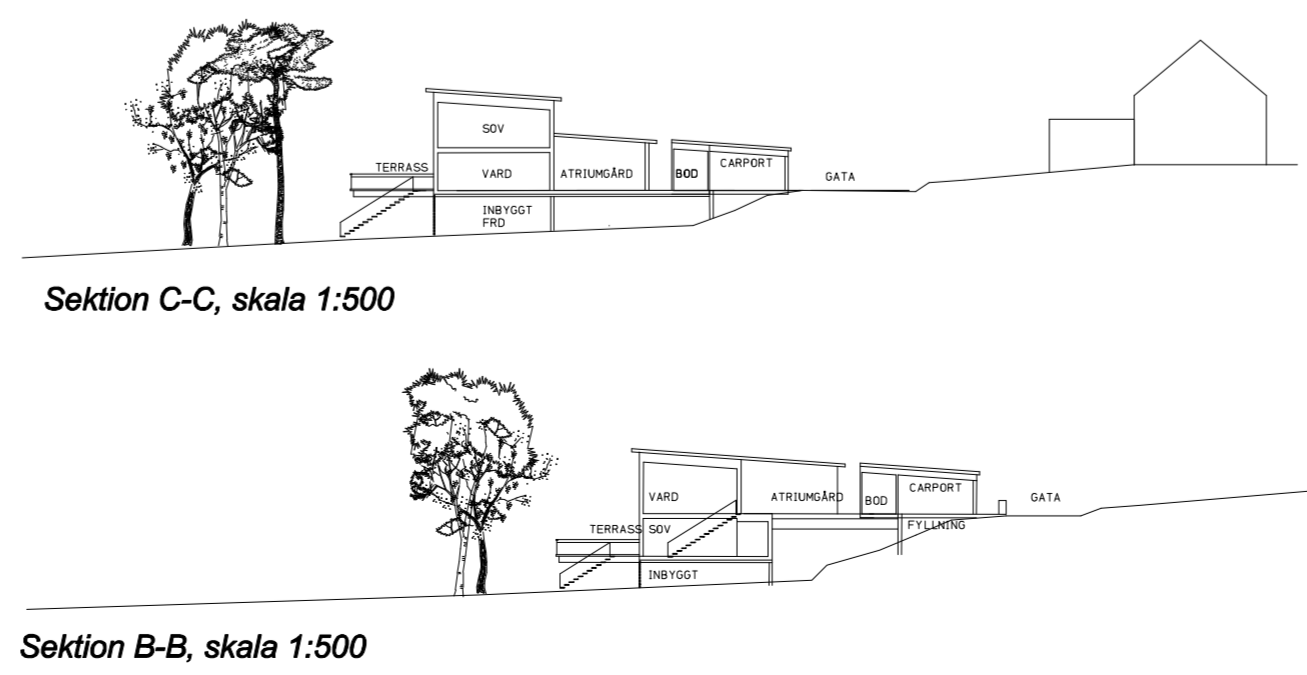 SOV
TERRASS
VARD
ATRIUMGÅRD
BOD
CARPORT
GATA
INBYGGT
FRD
Sektion C-C, skala 1:500
VARD
ATRIUMGÅRD
BOD
CARPORT
GATA
TERRASS
SOV
FYLLNING
INBYGGT
Sektion B-B, skala 1:500